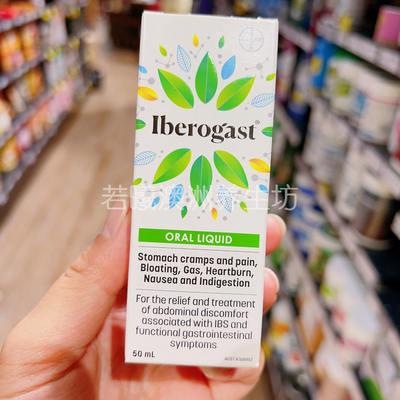 Iberogast®
ORAL LIQUID
Stomach cramps and pain,
Bloating, Gas, Heartburn,
Nausea and Indigestion
For the relief and treatment
of abdominal discomfort
associated with IBS and
functional gastrointestinal
symptoms
50 mL